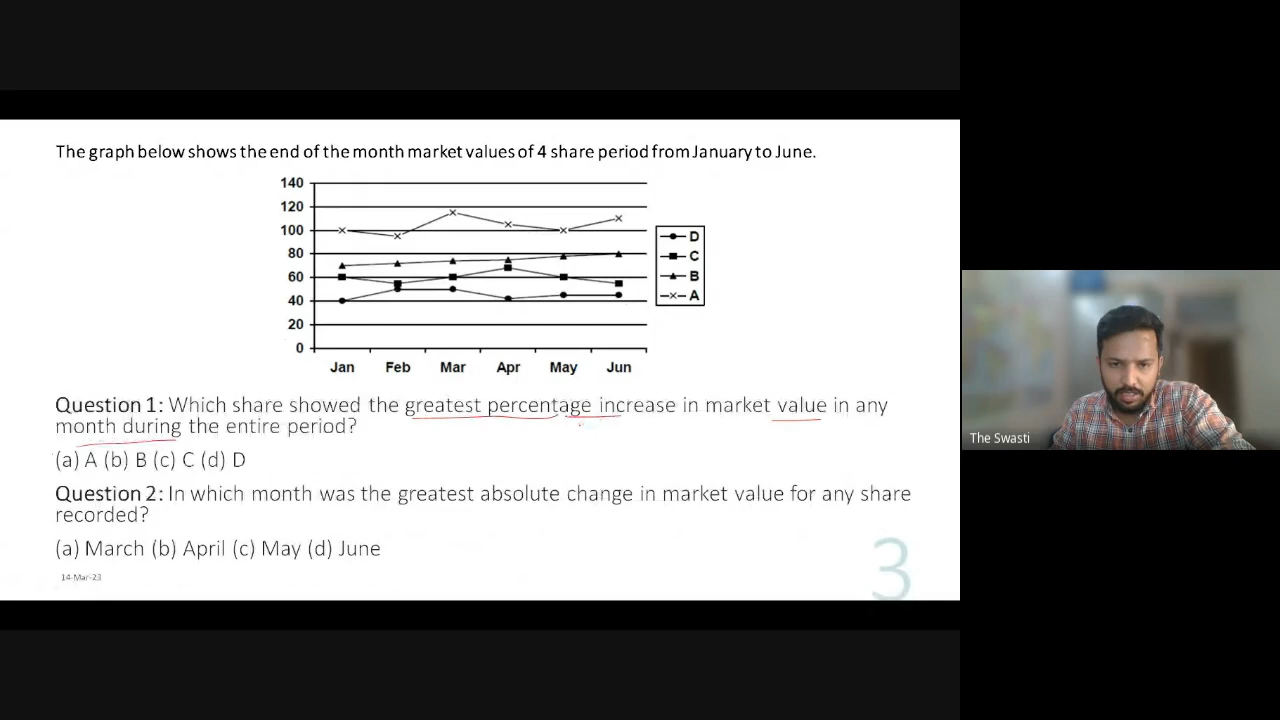 The graph below shows the end of the month market values of 4 share period from January to June.
140
120
100
80
60
40
20
0
Jan Feb Mar Apr May Jun
D
C
B
A
Question 1: Which share showed the greatest percentage increase in market value in any
month during the entire period?
(a) A (b) B (c) C (d) D
Question 2: In which month was the greatest absolute change in market value for any share
recorded?
(a) March (b) April (c) May (d) June
14-Mar-23
3
The Swasti